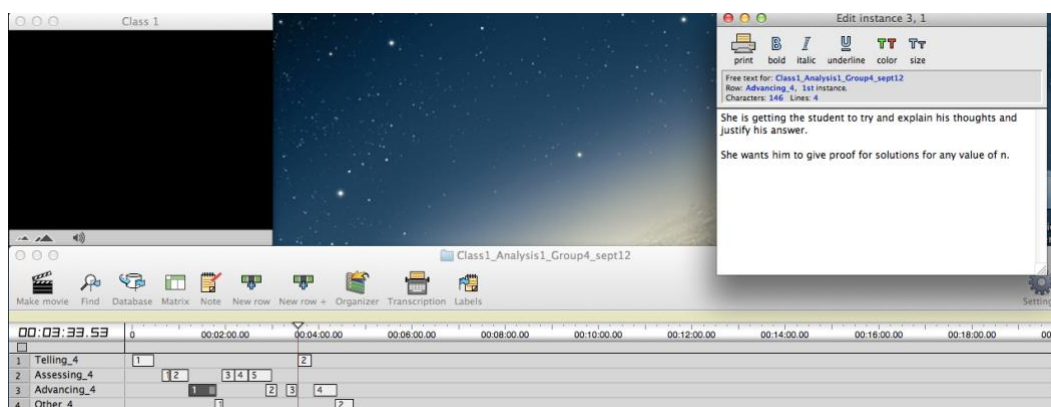 Class 1
Edit instance 3, 1
print bold italic underline color size
Free text for: Class1_Analysis1_Group4_sept12
Row: Advancing_4, 1st instance.
Characters: 146 Lines: 4
She is getting the student to try and explain his thoughts and
justify his answer.
She wants him to give proof for solutions for any value of n.
Class1_Analysis1_Group4_sept12
Make movie Find Database Matrix Note New row New row + Organizer Transcription Labels
00:03:33.53 0 00:02:00.00 00:04:00.00 00:06:00.00 00:08:00.00 00:10:00.00 00:12:00.00 00:14:00.00 00:16:00.00 00:18:00.00
1 Telling_4 1 2
2 Assessing_4 1 2 3 4 5
3 Advancing_4 1 2 3 4
4 Other_4 1 2